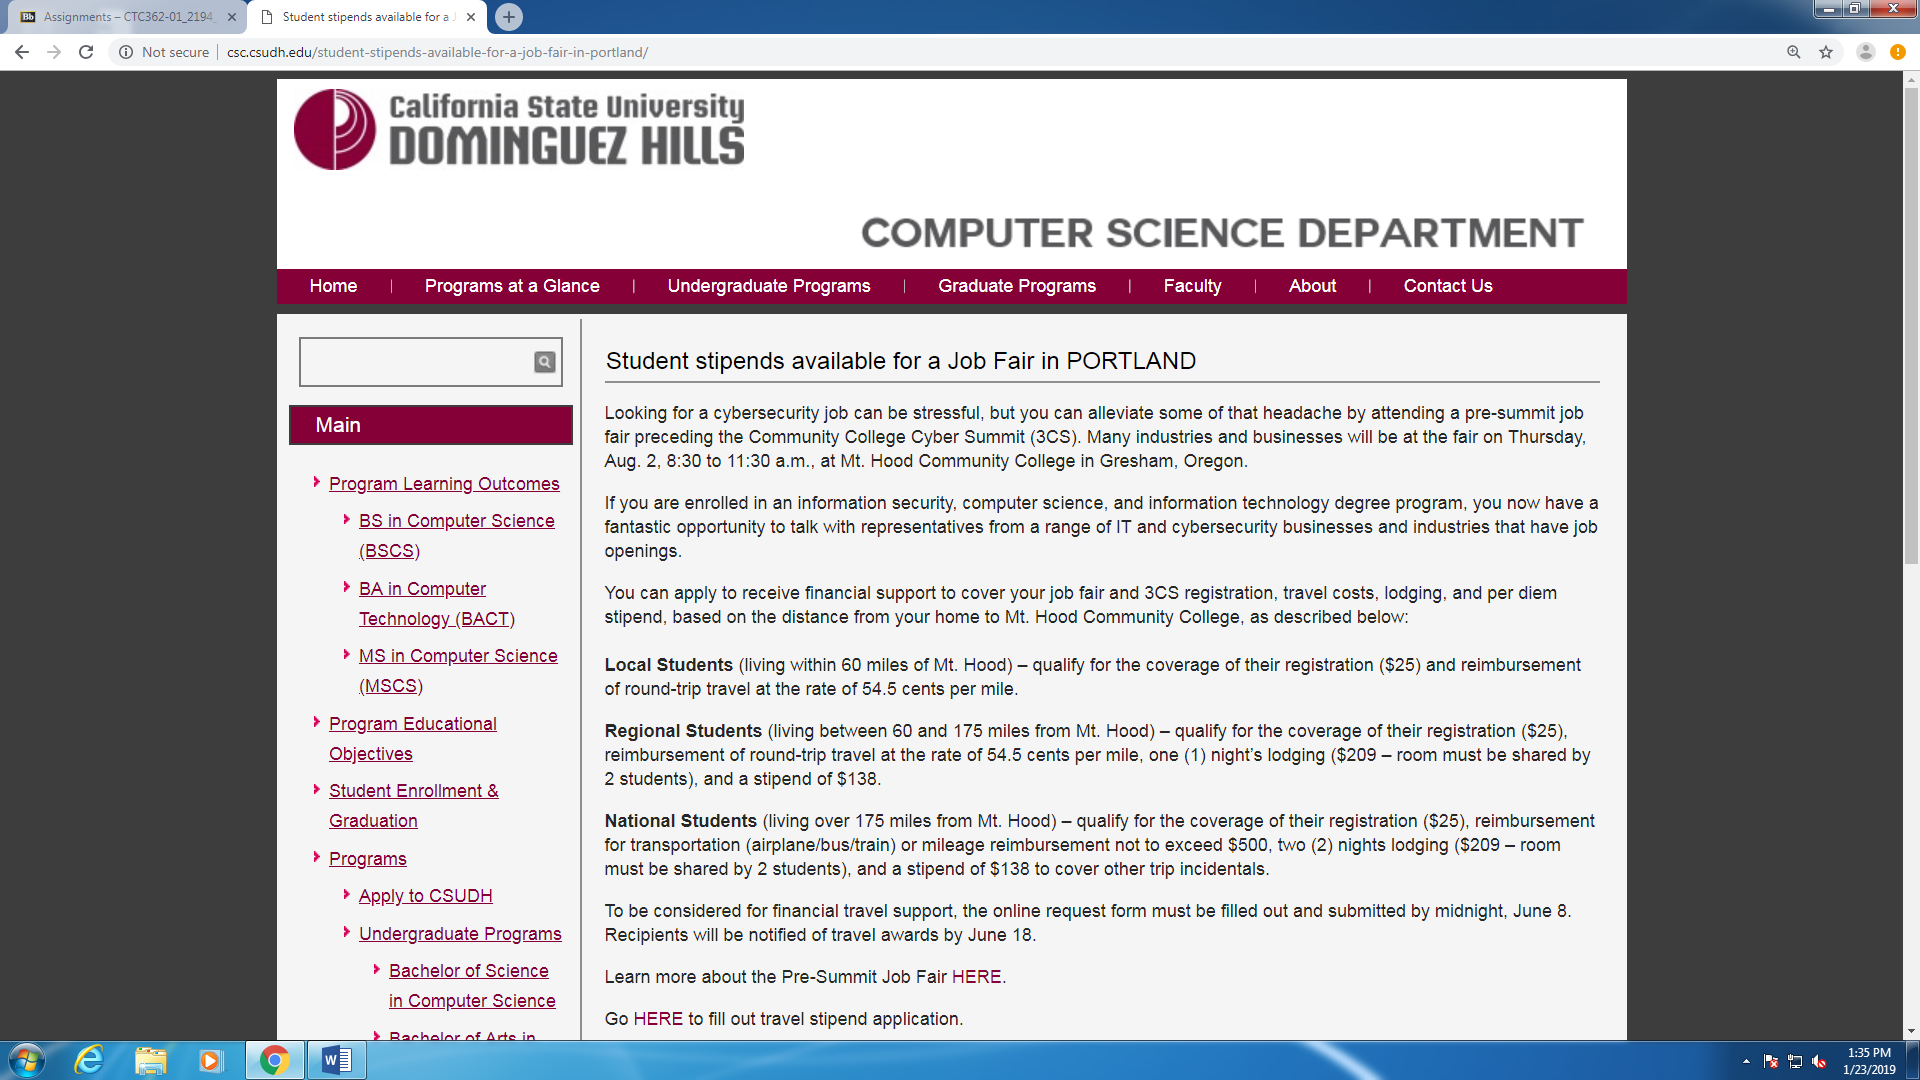 Assignments – CTC362-01_2194_
Student stipends available for a J
Not secure
csc.csudh.edu/student-stipends-available-for-a-job-fair-in-portland/
California State University
DOMINGUEZ HILLS
COMPUTER SCIENCE DEPARTMENT
Home | Programs at a Glance | Undergraduate Programs | Graduate Programs | Faculty | About | Contact Us
Main
Program Learning Outcomes
BS in Computer Science
(BSCS)
BA in Computer
Technology (BACT)
MS in Computer Science
(MSCS)
Program Educational
Objectives
Student Enrollment &
Graduation
Programs
Apply to CSUDH
Undergraduate Programs
Bachelor of Science
in Computer Science
Bachelor of Arts in
Student stipends available for a Job Fair in PORTLAND
Looking for a cybersecurity job can be stressful, but you can alleviate some of that headache by attending a pre-summit job
fair preceding the Community College Cyber Summit (3CS). Many industries and businesses will be at the fair on Thursday,
Aug. 2, 8:30 to 11:30 a.m., at Mt. Hood Community College in Gresham, Oregon.
If you are enrolled in an information security, computer science, and information technology degree program, you now have a
fantastic opportunity to talk with representatives from a range of IT and cybersecurity businesses and industries that have job
openings.
You can apply to receive financial support to cover your job fair and 3CS registration, travel costs, lodging, and per diem
stipend, based on the distance from your home to Mt. Hood Community College, as described below:
Local Students (living within 60 miles of Mt. Hood) – qualify for the coverage of their registration ($25) and reimbursement
of round-trip travel at the rate of 54.5 cents per mile.
Regional Students (living between 60 and 175 miles from Mt. Hood) – qualify for the coverage of their registration ($25),
reimbursement of round-trip travel at the rate of 54.5 cents per mile, one (1) night’s lodging ($209 – room must be shared by
2 students), and a stipend of $138.
National Students (living over 175 miles from Mt. Hood) – qualify for the coverage of their registration ($25), reimbursement
for transportation (airplane/bus/train) or mileage reimbursement not to exceed $500, two (2) nights lodging ($209 – room
must be shared by 2 students), and a stipend of $138 to cover other trip incidentals.
To be considered for financial travel support, the online request form must be filled out and submitted by midnight, June 8.
Recipients will be notified of travel awards by June 18.
Learn more about the Pre-Summit Job Fair HERE.
Go HERE to fill out travel stipend application.
1:35 PM
1/23/2019